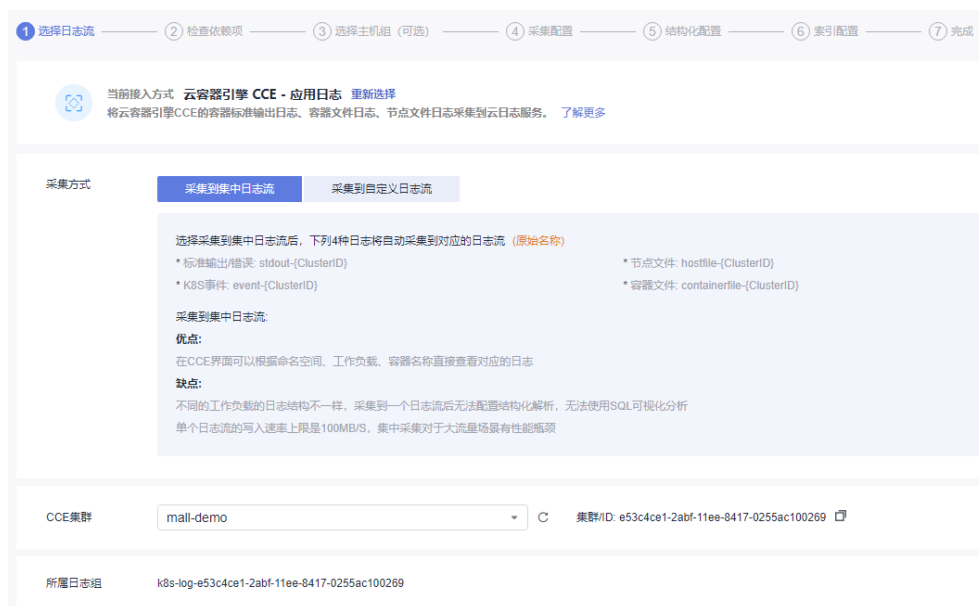 1 选择日志流 2 检查依赖项 3 选择主机组（可选） 4 采集配置 5 结构化配置 6 索引配置 7 完成
当前接入方式 云容器引擎 CCE - 应用日志 重新选择
将云容器引擎CCE的容器标准输出日志、容器文件日志、节点文件日志采集到云日志服务。 了解更多
采集方式 采集到集中日志流 采集到自定义日志流
选择采集到集中日志流后，下列4种日志将自动采集到对应的日志流（原始名称）
* 标准输出/错误: stdout-{ClusterID} * 节点文件: hostfile-{ClusterID}
* K8S事件: event-{ClusterID} * 容器文件: containerfile-{ClusterID}
采集到集中日志流:
优点:
在CCE界面可以根据命名空间、工作负载、容器名称直接查看对应的日志
缺点:
不同的工作负载的日志结构不一样，采集到一个日志流后无法配置结构化解析，无法使用SQL可视化分析
单个日志流的写入速率上限是100MB/S，集中采集对于大流量场景有性能瓶颈
CCE集群 mall-demo 集群/ID: e53c4ce1-2abf-11ee-8417-0255ac100269
所属日志组 k8s-log-e53c4ce1-2abf-11ee-8417-0255ac100269